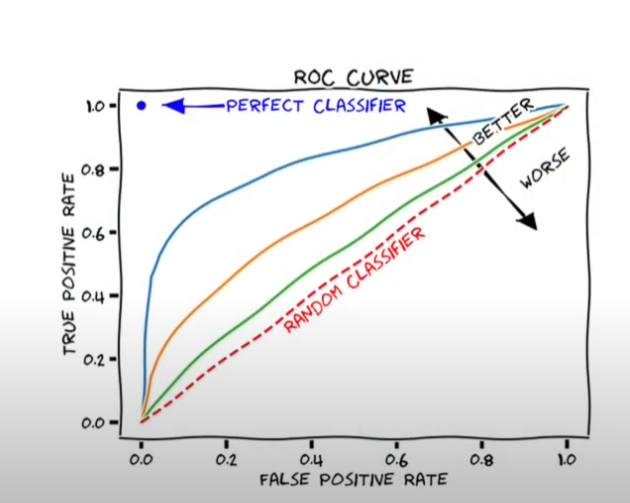 ROC CURVE
PERFECT CLASSIFIER
BETTER
WORSE
RANDOM CLASSIFIER
TRUE POSITIVE RATE
1.0
0.8
0.6
0.4
0.2
0.0
0.0 0.2 0.4 0.6 0.8 1.0
FALSE POSITIVE RATE